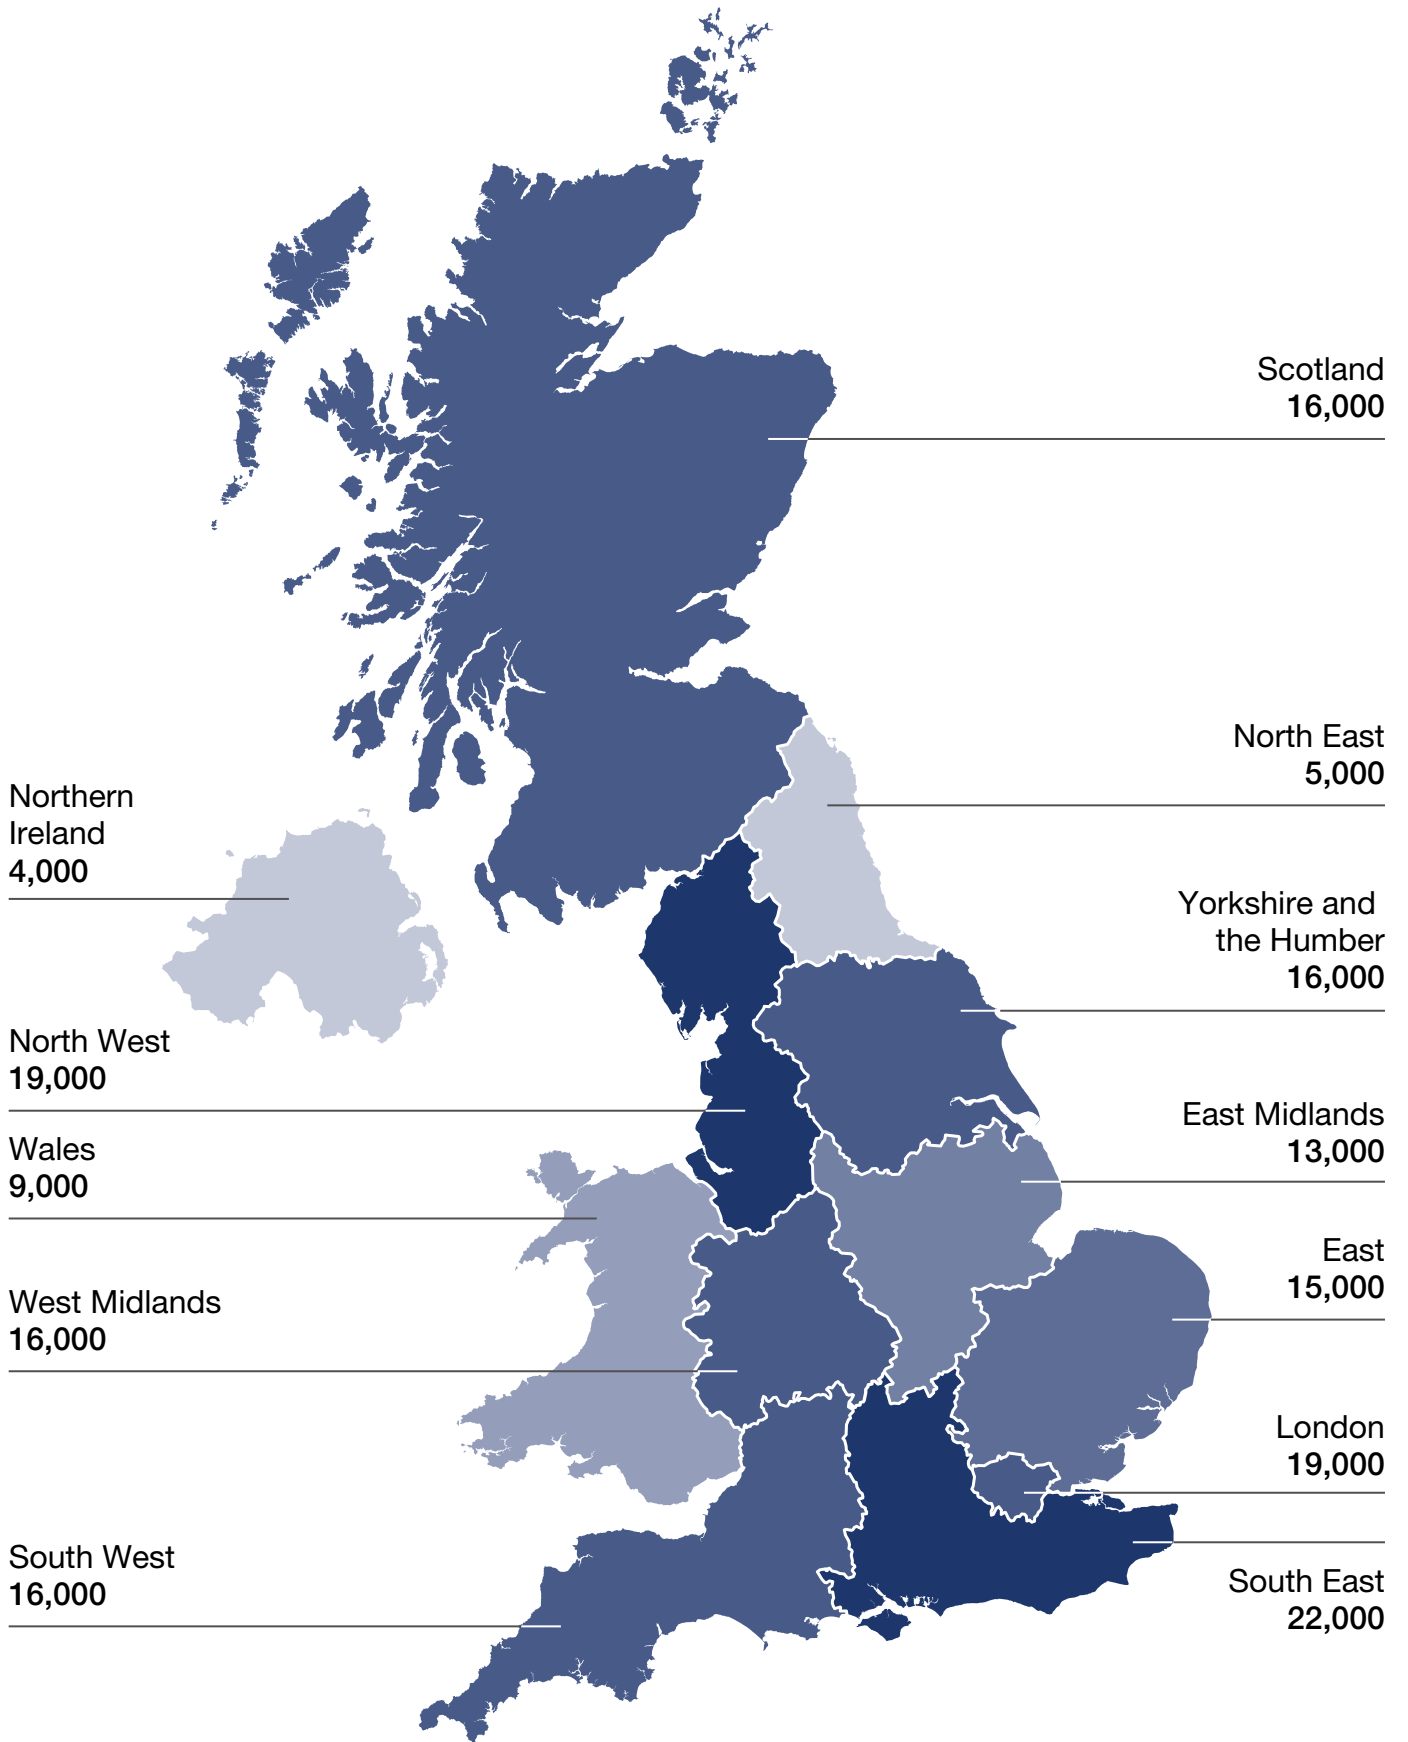 Scotland
16,000
North East
5,000
Northern
Ireland
4,000
Yorkshire and
the Humber
16,000
North West
19,000
East Midlands
13,000
Wales
9,000
East
15,000
West Midlands
16,000
London
19,000
South West
16,000
South East
22,000